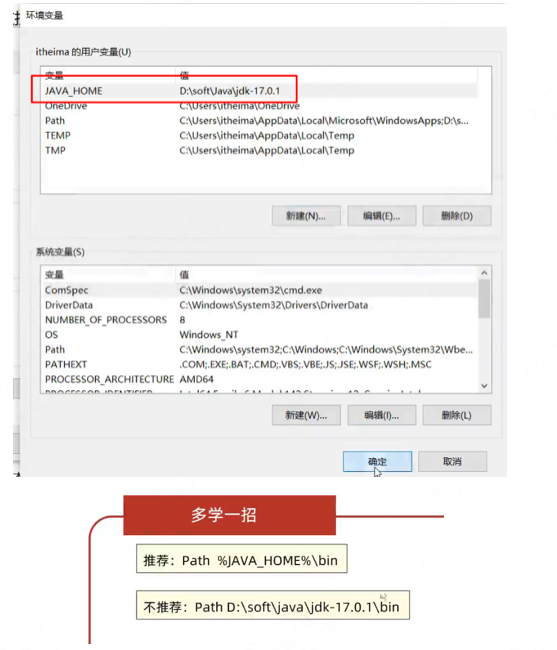 环境变量
itheima 的用户变量(U)
变量 值
JAVA_HOME D:\soft\Java\jdk-17.0.1
OneDrive C:\Users\itheima\OneDrive
Path C:\Users\itheima\AppData\Local\Microsoft\WindowsApps;D:\s...
TEMP C:\Users\itheima\AppData\Local\Temp
TMP C:\Users\itheima\AppData\Local\Temp
新建(N)... 编辑(E)... 删除(D)
系统变量(S)
变量 值
ComSpec C:\Windows\system32\cmd.exe
DriverData C:\Windows\System32\Drivers\DriverData
NUMBER_OF_PROCESSORS 8
OS Windows_NT
Path C:\Windows\system32;C:\Windows;C:\Windows\System32\Wbe...
PATHEXT .COM;.EXE;.BAT;.CMD;.VBS;.VBE;.JS;.JSE;.WSF;.WSH;.MSC
PROCESSOR_ARCHITECTURE AMD64
新建(W)... 编辑(I)... 删除(L)
确定 取消
多学一招
推荐：Path %JAVA_HOME%\bin
不推荐：Path D:\soft\java\jdk-17.0.1\bin